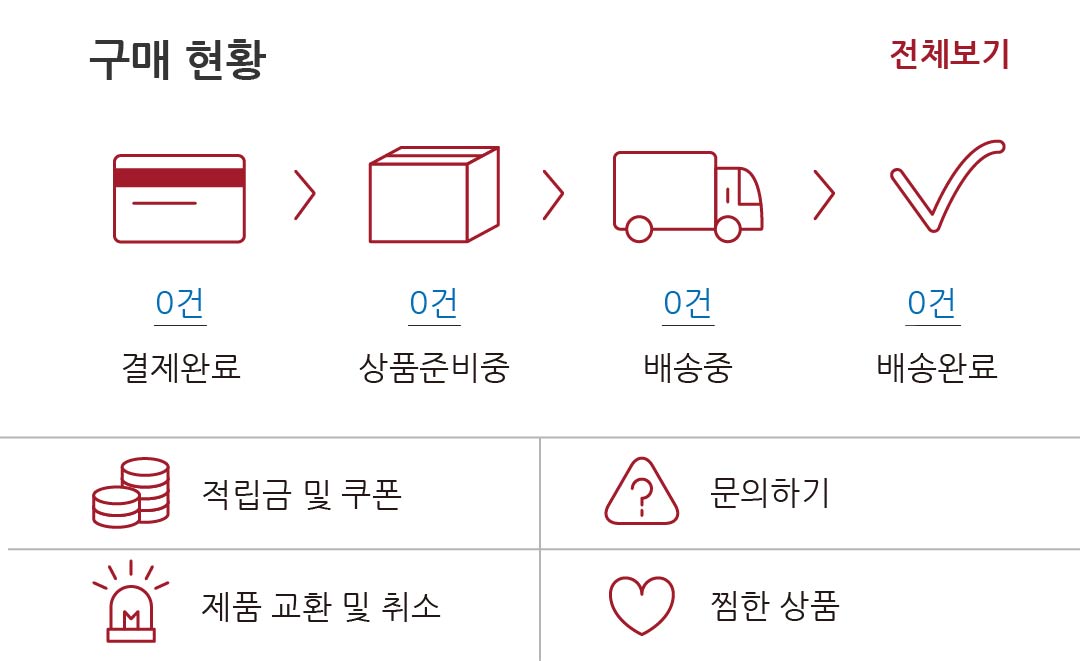 구매 현황
전체보기
0건 0건 0건 0건
결제완료 상품준비중 배송중 배송완료
적립금 및 쿠폰
? 문의하기
M 제품 교환 및 취소
찜한 상품